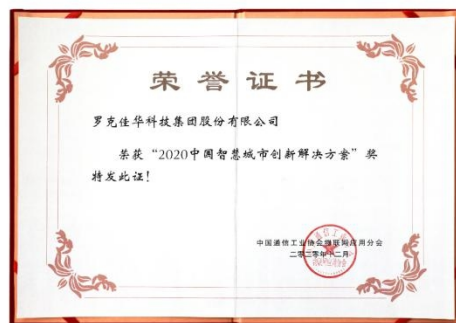 荣誉证书
罗克佳华科技集团股份有限公司
荣获“2020中国智慧城市创新解决方案”奖
特发此证！
中国通信工业协会物联网应用分会
二零二零年十二月